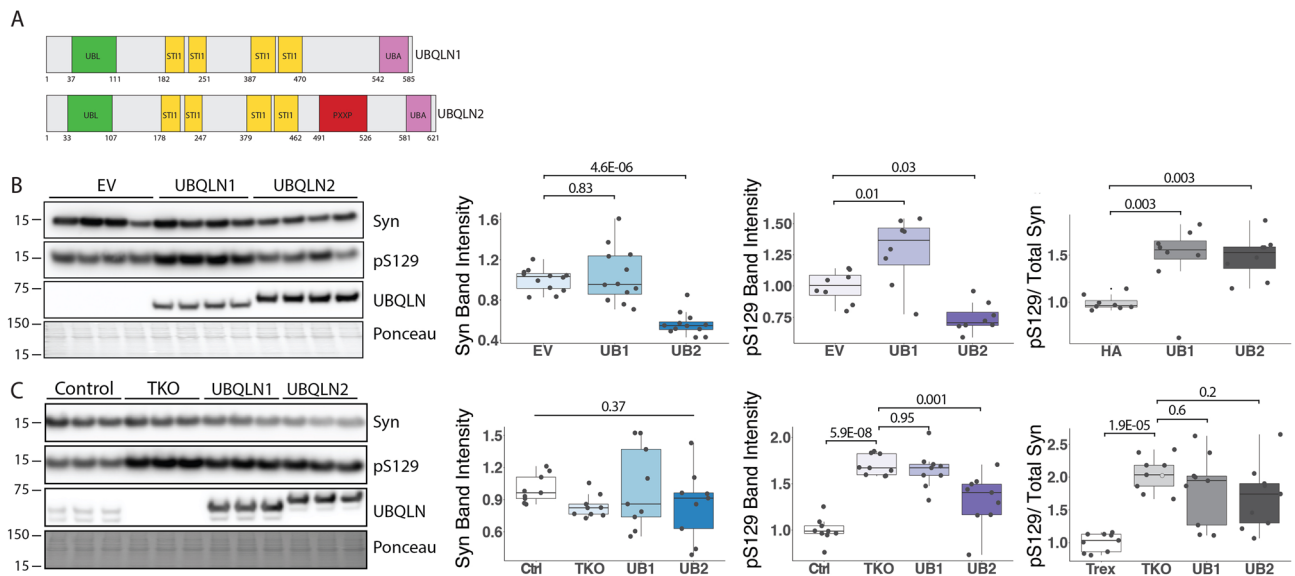 A
UBL STI1 STI1 STI1 STI1 UBA UBQLN1
1 37 111 182 251 387 470 542 585
UBL STI1 STI1 STI1 STI1 PXXP UBA UBQLN2
1 33 107 178 247 379 462 491 526 581 621
B
EV UBQLN1 UBQLN2
15 Syn
15 pS129
75 UBQLN
150 Ponceau
15
Syn Band Intensity
4.6E-06
0.83
1.6
1.2
0.8
0.4
EV UB1 UB2
pS129 Band Intensity
0.03
0.01
1.50
1.25
1.00
0.75
EV UB1 UB2
pS129/ Total Syn
0.003
0.003
1.5
1.0
HA UB1 UB2
C
Control TKO UBQLN1 UBQLN2
15 Syn
15 pS129
75 UBQLN
150 Ponceau
15
Syn Band Intensity
0.37
1.5
1.2
0.9
0.6
Ctrl TKO UB1 UB2
pS129 Band Intensity
0.001
0.95
5.9E-08
2.0
1.5
1.0
Ctrl TKO UB1 UB2
pS129/ Total Syn
0.2
0.6
1.9E-05
2.5
2.0
1.5
1.0
Trex TKO UB1 UB2